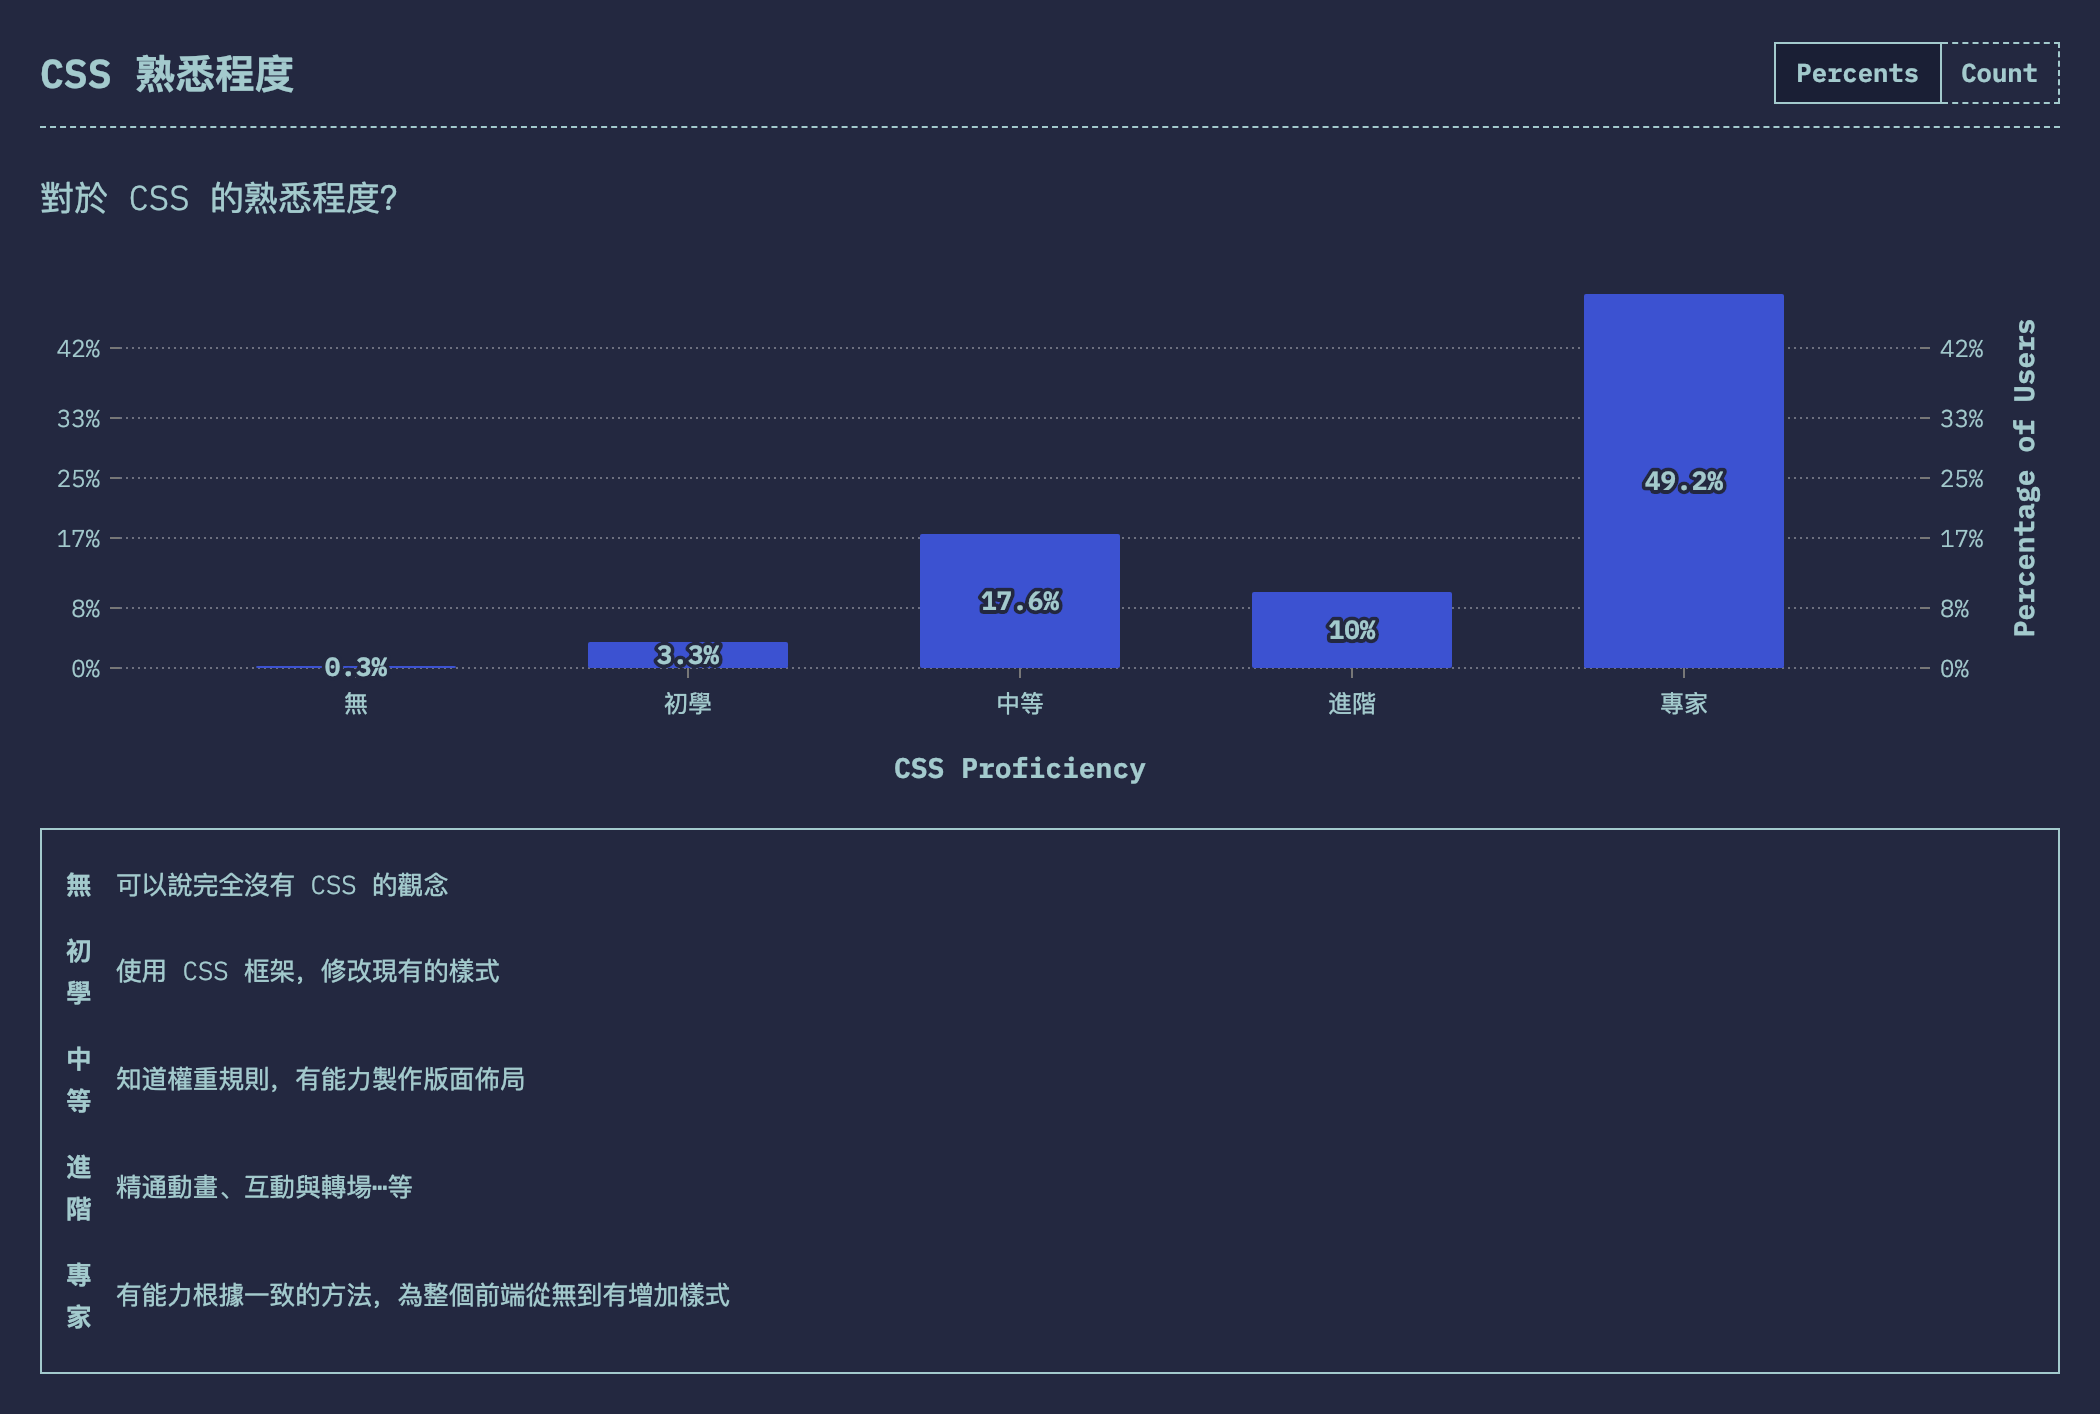 CSS 熟悉程度
Percents Count
對於 CSS 的熟悉程度?
42% 42%
33% 33%
25% 25%
17% 17%
8% 8%
0% 0%
Percentage of Users
0.3% 3.3% 17.6% 10% 49.2%
無 初學 中等 進階 專家
CSS Proficiency
無 可以說完全沒有 CSS 的觀念
初學 使用 CSS 框架，修改現有的樣式
中等 知道權重規則，有能力製作版面佈局
進階 精通動畫、互動與轉場…等
專家 有能力根據一致的方法，為整個前端從無到有增加樣式